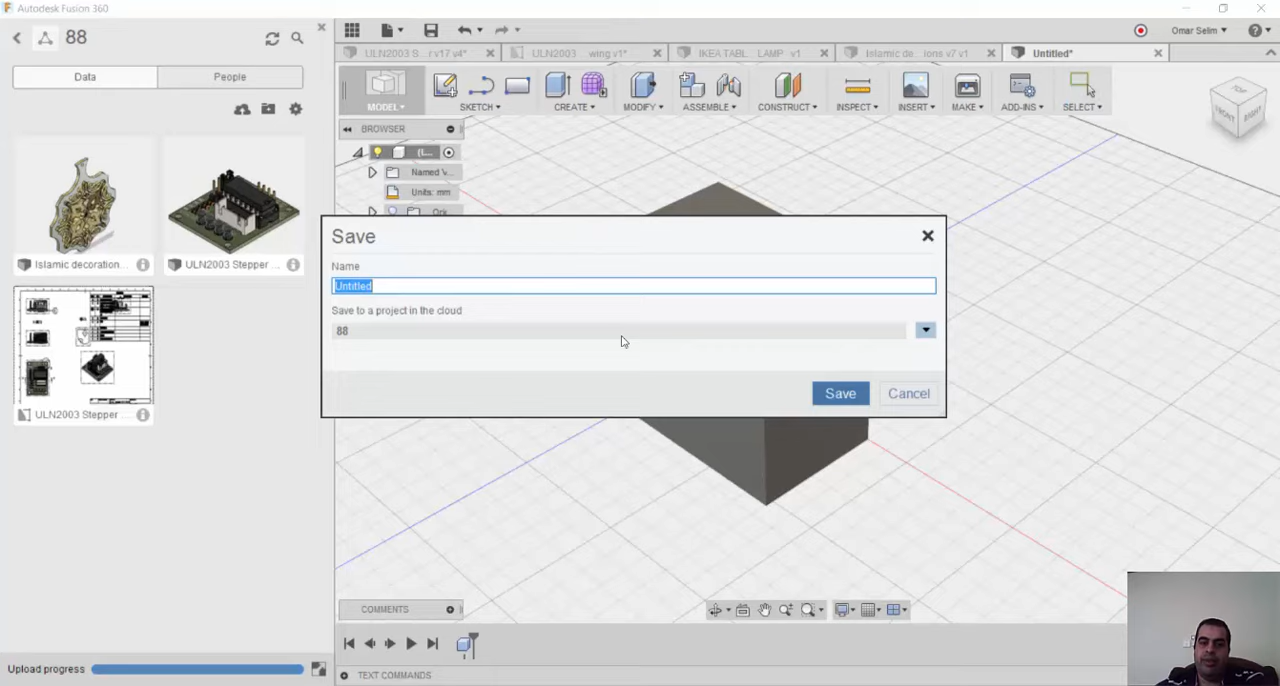 Autodesk Fusion 360
88
Omar Selim
ULN2003 S... r v17 v4*
ULN2003 wing v1*
IKEA TABL LAMP v1
Islamic de... ions v7 v1
Untitled*
Data
People
MODEL
SKETCH
CREATE
MODIFY
ASSEMBLE
CONSTRUCT
INSPECT
INSERT
MAKE
ADD-INS
SELECT
TOP
FRONT
RIGHT
BROWSER
Named V...
Units: mm
Islamic decoration...
ULN2003 Stepper ...
ULN2003 Stepper
Save
Name
Untitled
Save to a project in the cloud
88
Save
Cancel
COMMENTS
Upload progress
TEXT COMMANDS